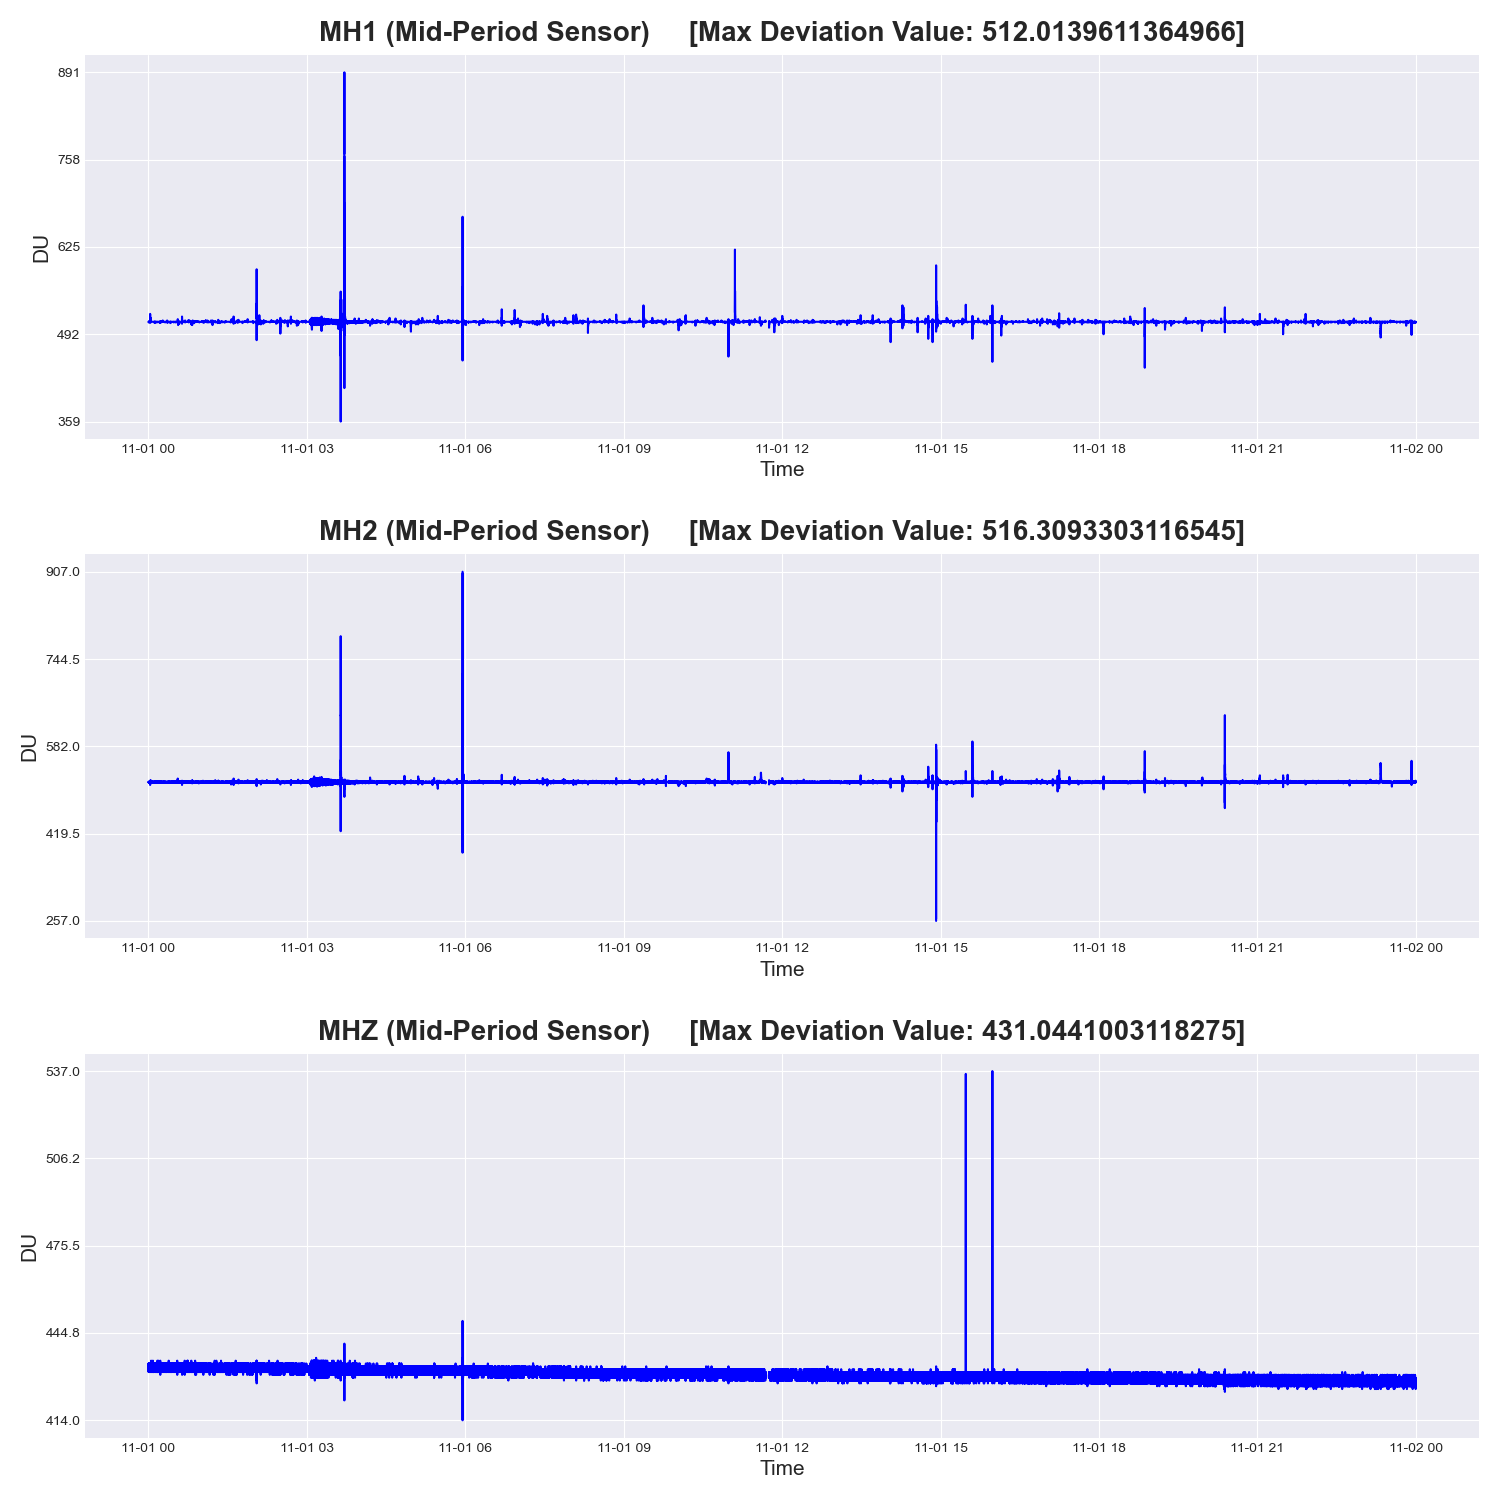 MH1 (Mid-Period Sensor) [Max Deviation Value: 512.0139611364966]
891
758
625
492
359
DU
11-01 00 11-01 03 11-01 06 11-01 09 11-01 12 11-01 15 11-01 18 11-01 21 11-02 00
Time
MH2 (Mid-Period Sensor) [Max Deviation Value: 516.3093303116545]
907.0
744.5
582.0
419.5
257.0
DU
11-01 00 11-01 03 11-01 06 11-01 09 11-01 12 11-01 15 11-01 18 11-01 21 11-02 00
Time
MHZ (Mid-Period Sensor) [Max Deviation Value: 431.0441003118275]
537.0
506.2
475.5
444.8
414.0
DU
11-01 00 11-01 03 11-01 06 11-01 09 11-01 12 11-01 15 11-01 18 11-01 21 11-02 00
Time